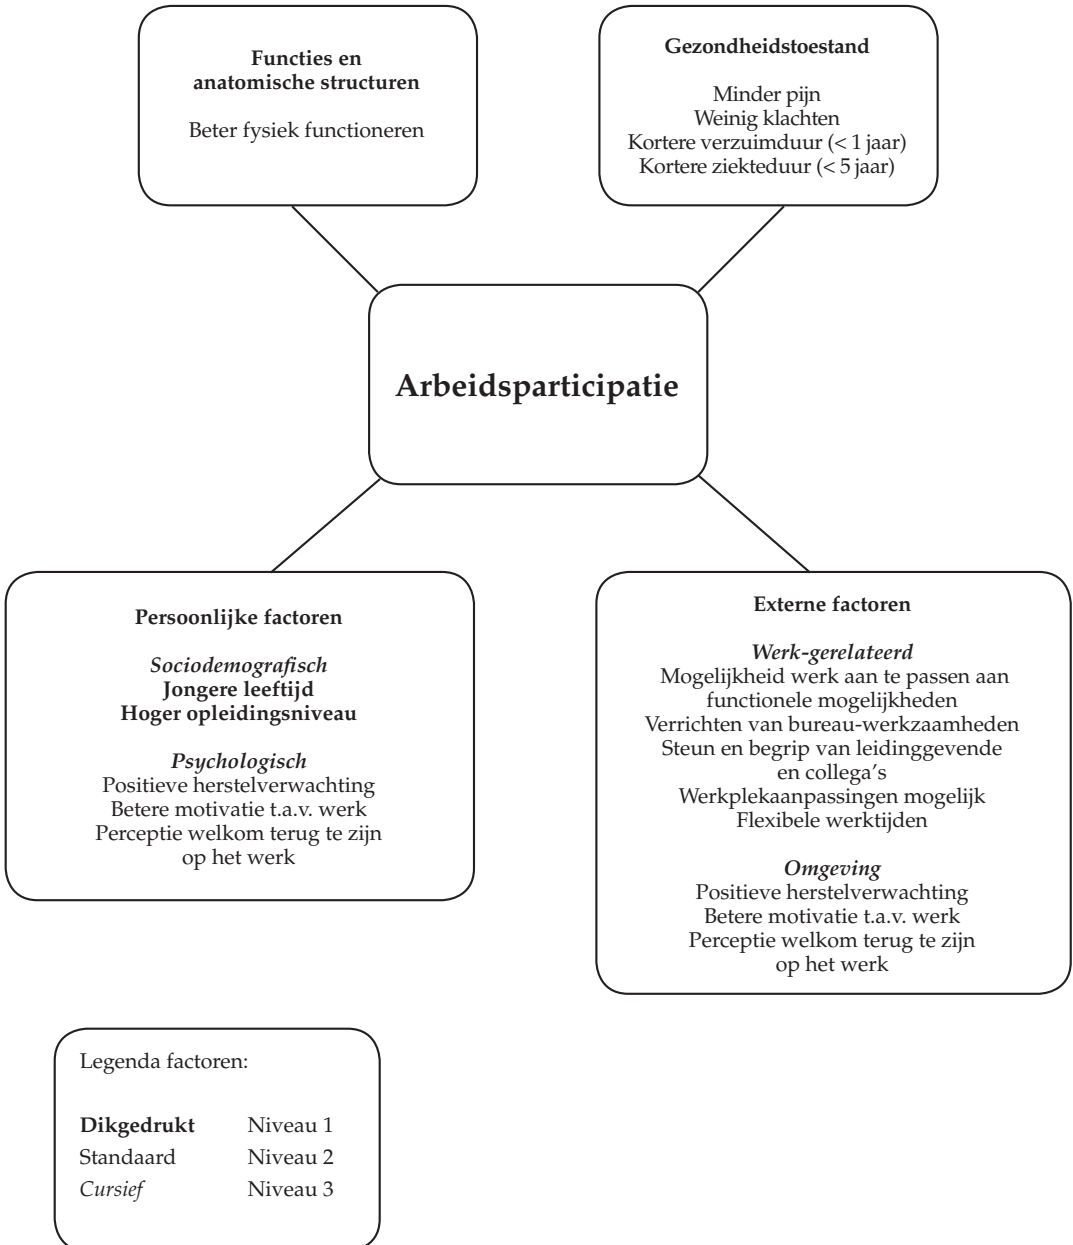 Functies en
anatomische structuren
Beter fysiek functioneren
Gezondheidstoestand
Minder pijn
Weinig klachten
Kortere verzuimduur (< 1 jaar)
Kortere ziekteduur (< 5 jaar)
Arbeidsparticipatie
Persoonlijke factoren
Sociodemografisch
Jongere leeftijd
Hoger opleidingsniveau
Psychologisch
Positieve herstelverwachting
Betere motivatie t.a.v. werk
Perceptie welkom terug te zijn
op het werk
Externe factoren
Werk-gerelateerd
Mogelijkheid werk aan te passen aan
functionele mogelijkheden
Verrichten van bureau-werkzaamheden
Steun en begrip van leidinggevende
en collega's
Werkplekaanpassingen mogelijk
Flexibele werktijden
Omgeving
Positieve herstelverwachting
Betere motivatie t.a.v. werk
Perceptie welkom terug te zijn
op het werk
Legenda factoren:
Dikgedrukt Niveau 1
Standaard Niveau 2
Cursief Niveau 3